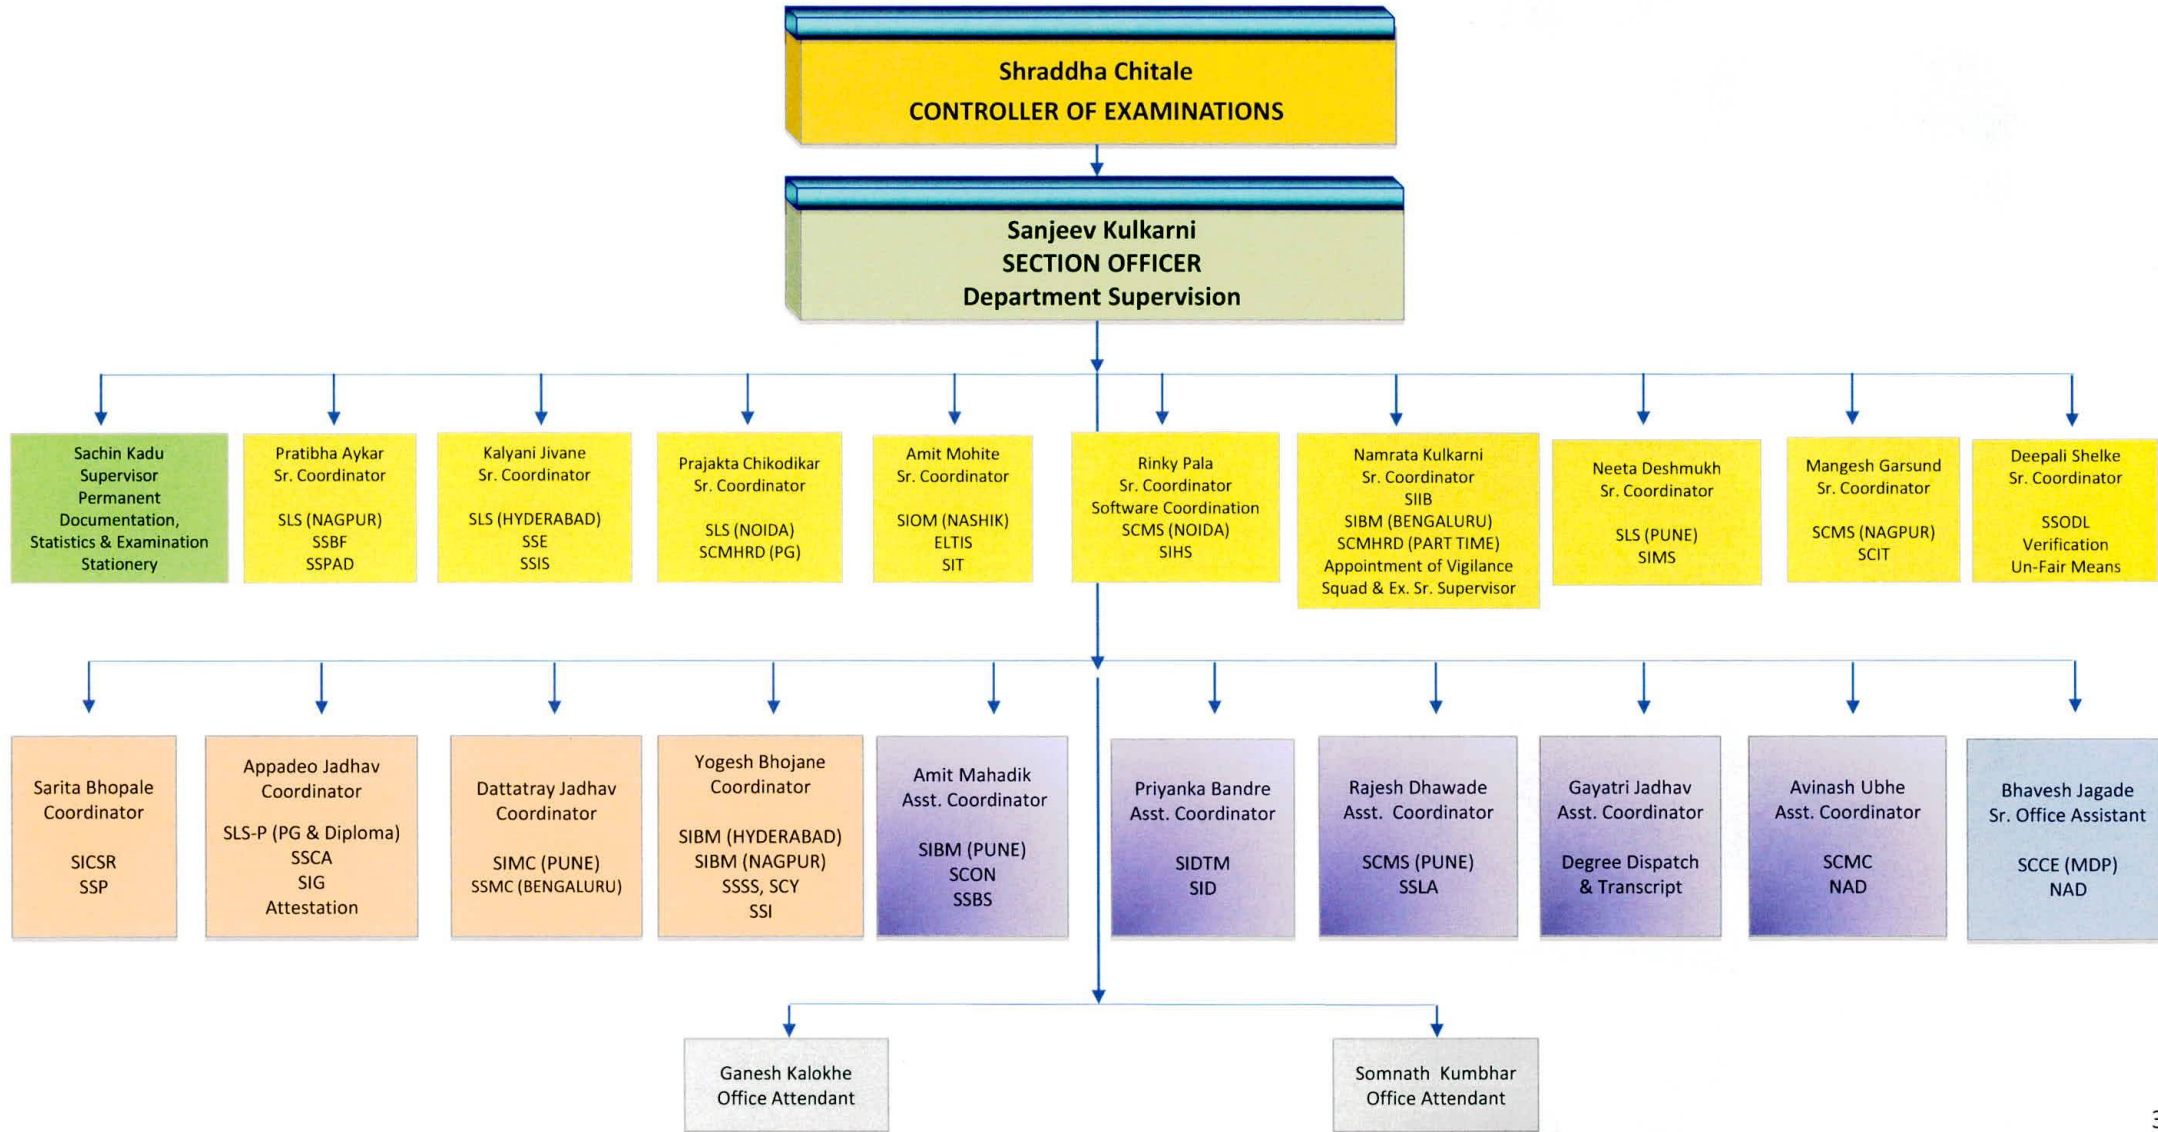 Shraddha Chitale
CONTROLLER OF EXAMINATIONS
Sanjeev Kulkarni
SECTION OFFICER
Department Supervision
Sachin Kadu
Supervisor
Permanent
Documentation,
Statistics & Examination
Stationery
Pratibha Aykar
Sr. Coordinator
SLS (NAGPUR)
SSBF
SSPAD
Kalyani Jivane
Sr. Coordinator
SLS (HYDERABAD)
SSE
SSIS
Prajakta Chikodikar
Sr. Coordinator
SLS (NOIDA)
SCMHRD (PG)
Amit Mohite
Sr. Coordinator
SIOM (NASHIK)
ELTIS
SIT
Rinky Pala
Sr. Coordinator
Software Coordination
SCMS (NOIDA)
SIHS
Namrata Kulkarni
Sr. Coordinator
SIIB
SIBM (BENGALURU)
SCMHRD (PART TIME)
Appointment of Vigilance
Squad & Ex. Sr. Supervisor
Neeta Deshmukh
Sr. Coordinator
SLS (PUNE)
SIMS
Mangesh Garsund
Sr. Coordinator
SCMS (NAGPUR)
SCIT
Deepali Shelke
Sr. Coordinator
SSODL
Verification
Un-Fair Means
Sarita Bhopale
Coordinator
SICSR
SSP
Appadeo Jadhav
Coordinator
SLS-P (PG & Diploma)
SSCA
SIG
Attestation
Dattatray Jadhav
Coordinator
SIMC (PUNE)
SSMC (BENGALURU)
Yogesh Bhojane
Coordinator
SIBM (HYDERABAD)
SIBM (NAGPUR)
SSSS, SCY
SSI
Amit Mahadik
Asst. Coordinator
SIBM (PUNE)
SCON
SSBS
Priyanka Bandre
Asst. Coordinator
SIDTM
SID
Rajesh Dhawade
Asst. Coordinator
SCMS (PUNE)
SSLA
Gayatri Jadhav
Asst. Coordinator
Degree Dispatch
& Transcript
Avinash Ubhe
Asst. Coordinator
SCMC
NAD
Bhavesh Jagade
Sr. Office Assistant
SCCE (MDP)
NAD
Ganesh Kalokhe
Office Attendant
Somnath Kumbhar
Office Attendant
3